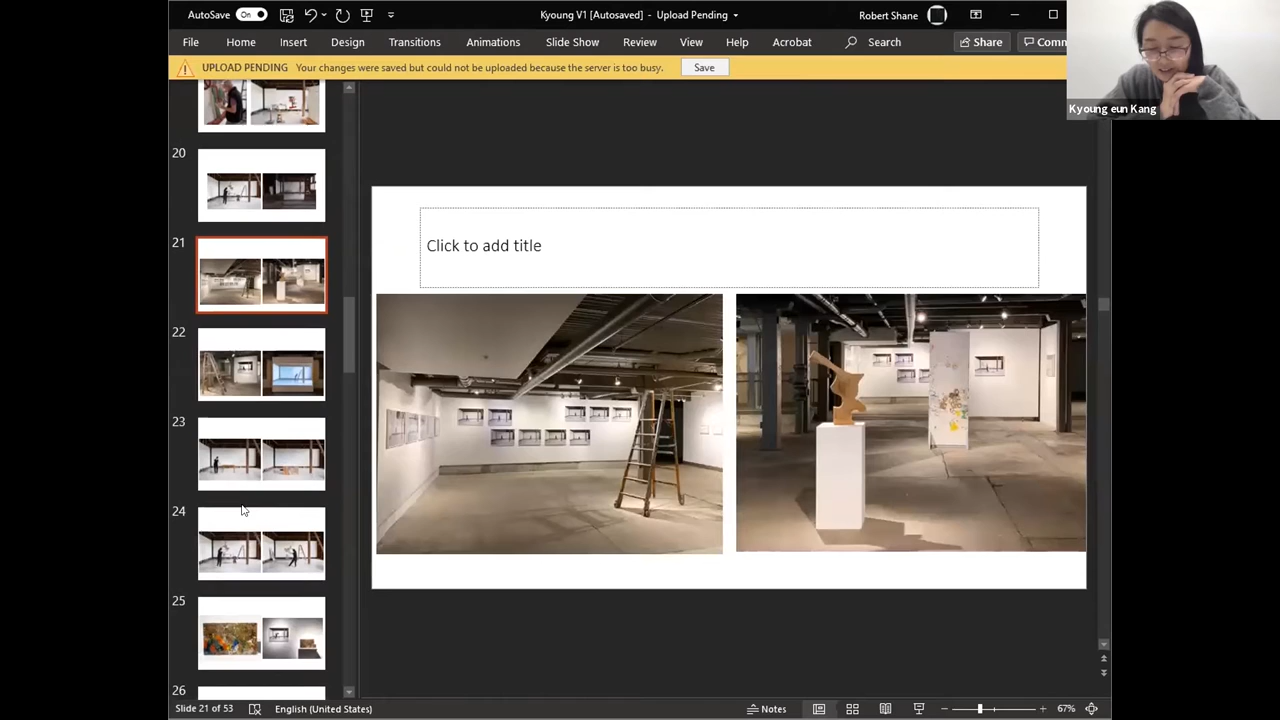 AutoSave On Kyoung V1 [Autosaved] - Upload Pending Robert Shane
File Home Insert Design Transitions Animations Slide Show Review View Help Acrobat Search Share Comm
UPLOAD PENDING Your changes were saved but could not be uploaded because the server is too busy. Save
Kyoung eun Kang
20
21
22
23
24
25
26
Click to add title
Slide 21 of 53 English (United States) Notes 67%